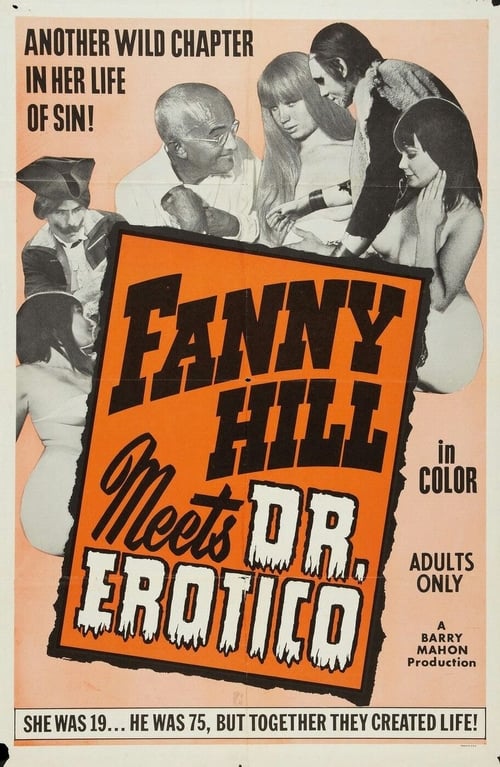 ANOTHER WILD CHAPTER
IN HER LIFE
OF SIN!
FANNY
HILL
Meets DR.
EROTICO
in
COLOR
ADULTS
ONLY
A
BARRY
MAHON
Production
SHE WAS 19... HE WAS 75, BUT TOGETHER THEY CREATED LIFE!